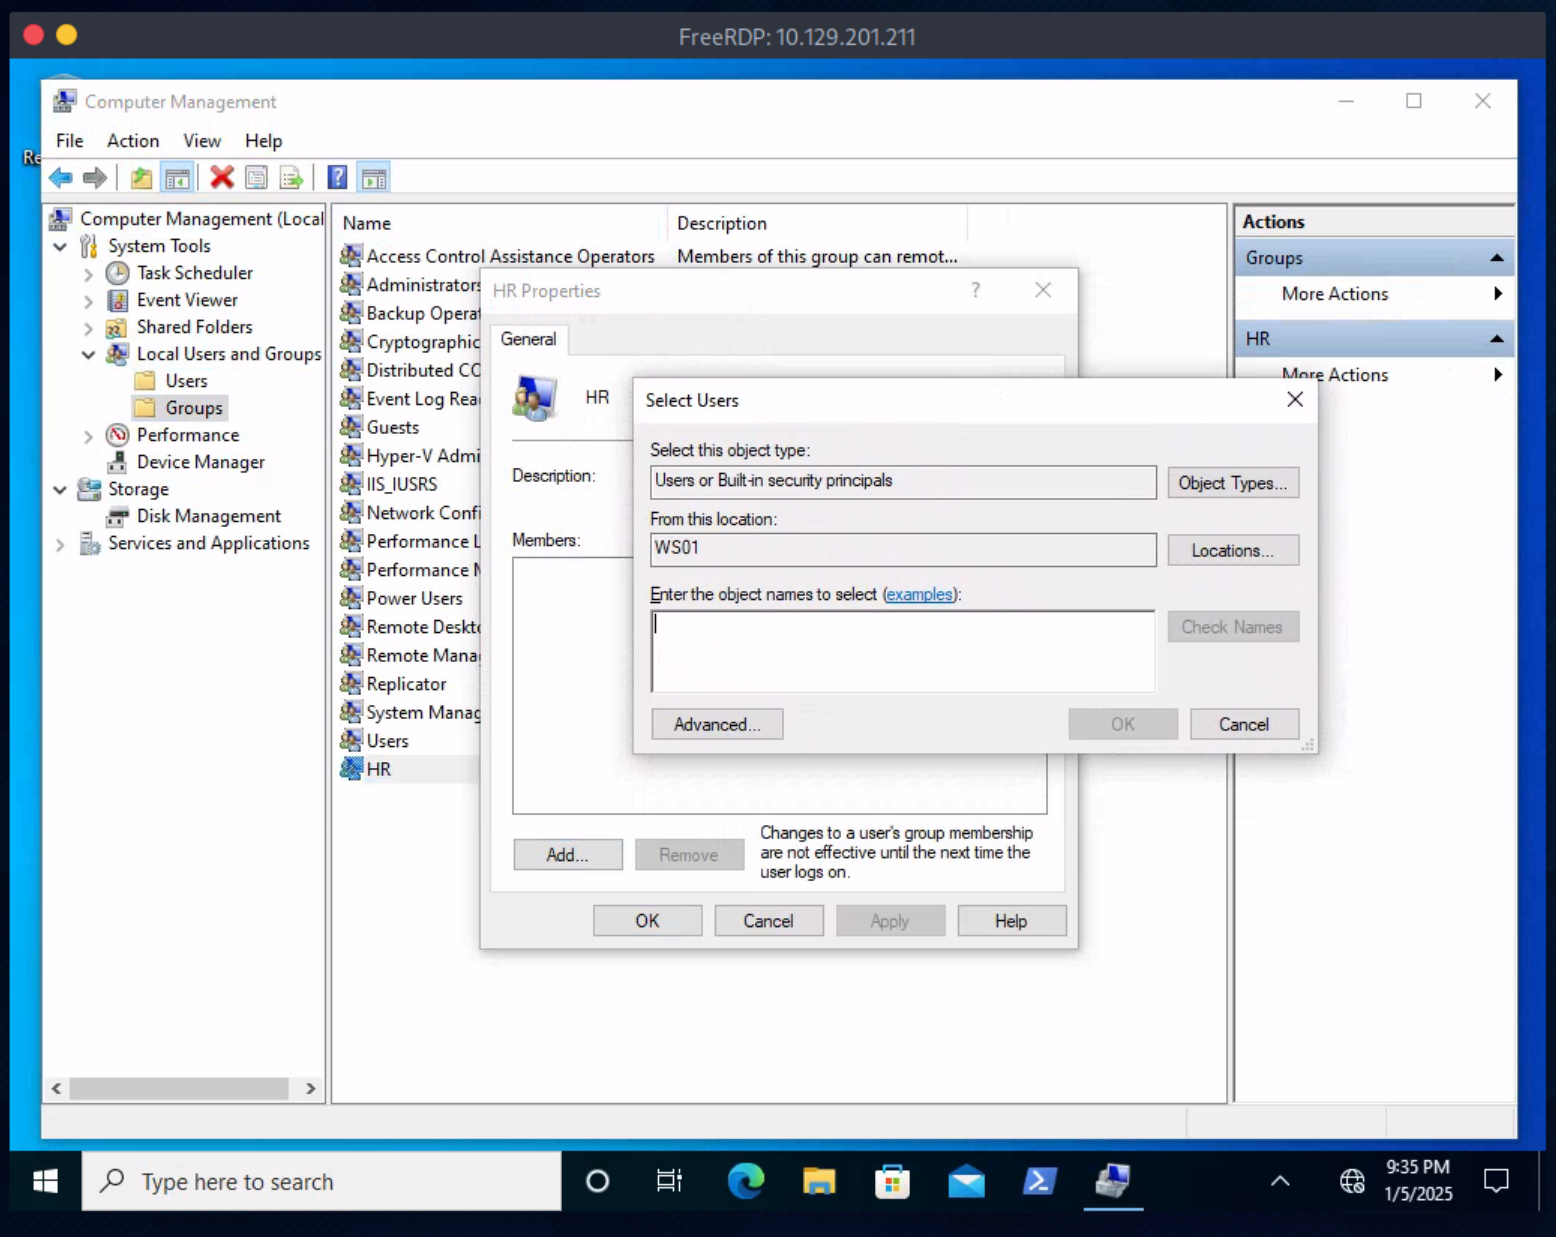 FreeRDP: 10.129.201.211
Computer Management
File Action View Help
Re
Computer Management (Local
System Tools
Task Scheduler
Event Viewer
Shared Folders
Local Users and Groups
Users
Groups
Performance
Device Manager
Storage
Disk Management
Services and Applications
Name Description
Access Control Assistance Operators Members of this group can remot...
Administrators
Backup Opera
Cryptographic
Distributed CO
Event Log Rea
Guests
Hyper-V Admi
IIS_IUSRS
Network Confi
Performance L
Performance M
Power Users
Remote Deskto
Remote Mana
Replicator
System Manag
Users
HR
HR Properties
?
General
HR
Description:
Members:
Add...
Remove
Changes to a user's group membership
are not effective until the next time the
user logs on.
OK Cancel Apply Help
Select Users
Select this object type:
Users or Built-in security principals
Object Types...
From this location:
WS01
Locations...
Enter the object names to select (examples):
Check Names
Advanced...
OK Cancel
Actions
Groups
More Actions
HR
More Actions
Type here to search
9:35 PM
1/5/2025